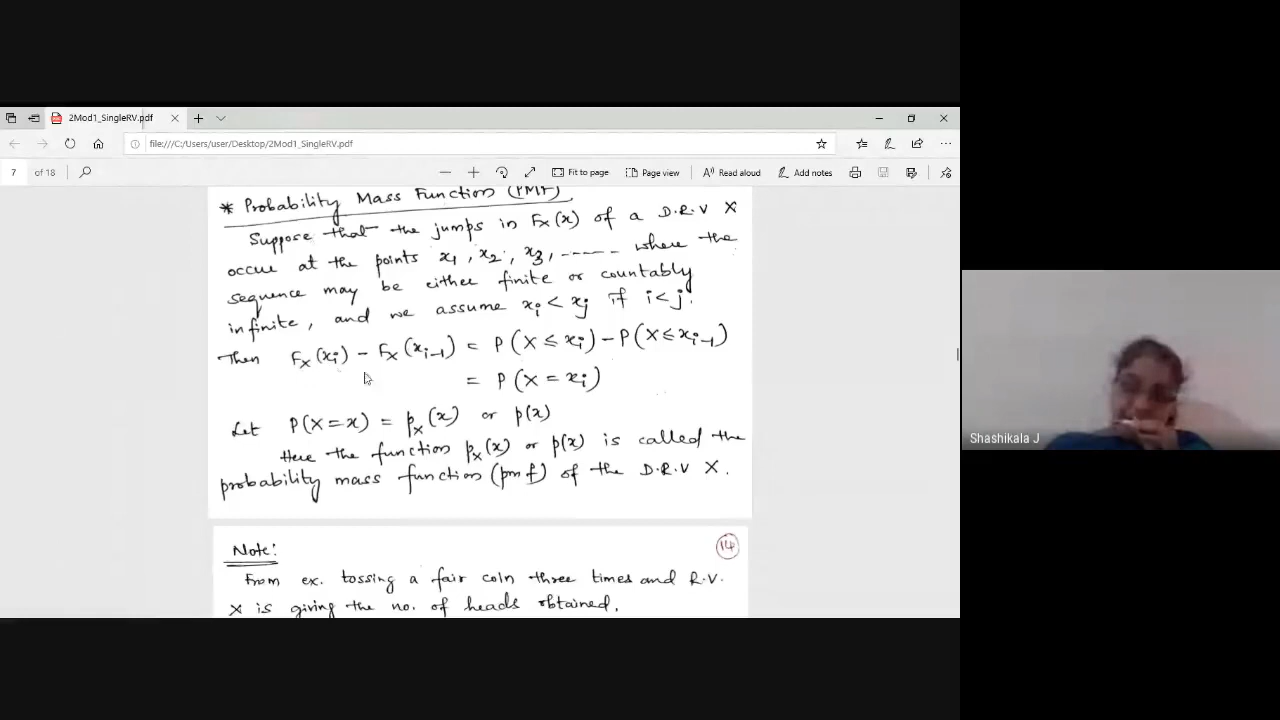 2Mod1_SingleRV.pdf
file:///C:/Users/user/Desktop/2Mod1_SingleRV.pdf
7 of 18
Fit to page
Page view
Read aloud
Add notes
* Probability Mass Function (PMF)
Suppose that the jumps in Fx(x) of a D.R.V X
occur at the points x1, x2, x3, ------ where the
sequence may be either finite or countably
infinite, and we assume xi < xj if i < j.
Then Fx(xi) - Fx(xi-1) = P(X ≤ xi) - P(X ≤ xi-1)
= P(X = xi)
Let P(X = x) = px(x) or p(x)
Here the function px(x) or p(x) is called the
probability mass function (pmf) of the D.R.V X.
Note:
14
From ex. tossing a fair coin three times and R.V.
X is giving the no. of heads obtained.
Shashikala J